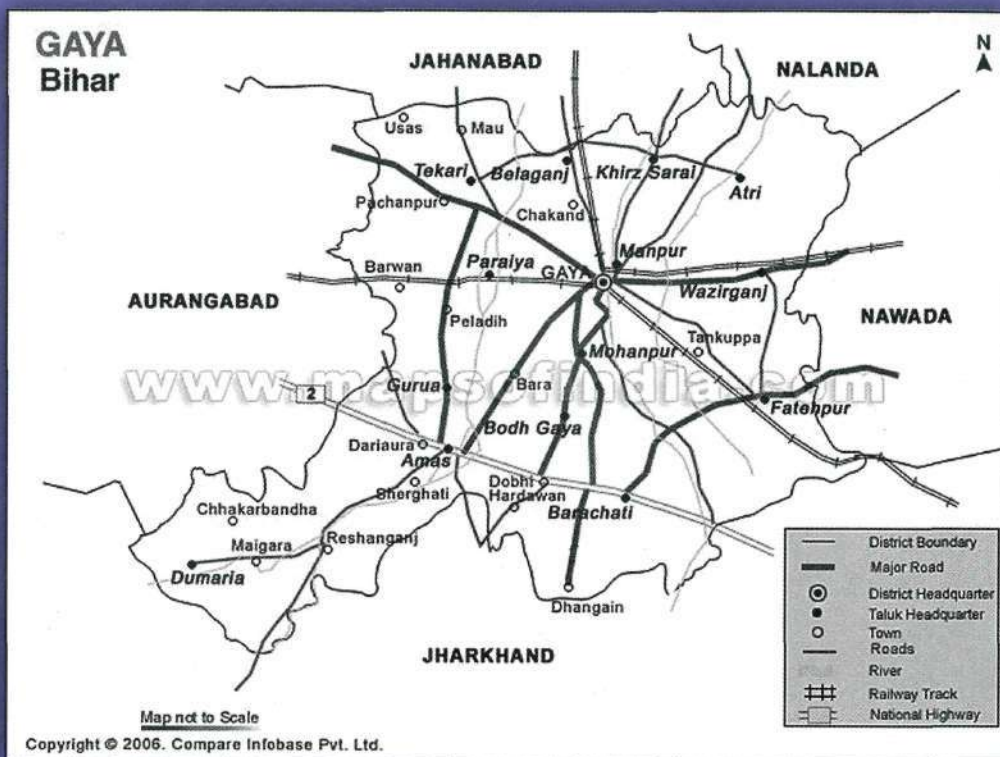 GAYA
Bihar
N
JAHANABAD
NALANDA
Usas
Mau
Tekari
Belaganj
Khirz Sarai
Atri
Pachanpur
Chakand
Manpur
Paraiya
GAYA
Barwan
Wazirganj
AURANGABAD
Peladih
NAWADA
Tankuppa
Mohanpur
www.mapsofindia.com
2
Gurua
Bara
Fatehpur
Bodh Gaya
Dariaura
Amas
Sherghati
Dobhi
Hardawan
Barachati
Chhakarbandha
Maigara
Reshanganj
Dumaria
Dhangain
JHARKHAND
District Boundary
Major Road
District Headquarter
Taluk Headquarter
Town
Roads
River
Railway Track
National Highway
Map not to Scale
Copyright © 2006. Compare Infobase Pvt. Ltd.